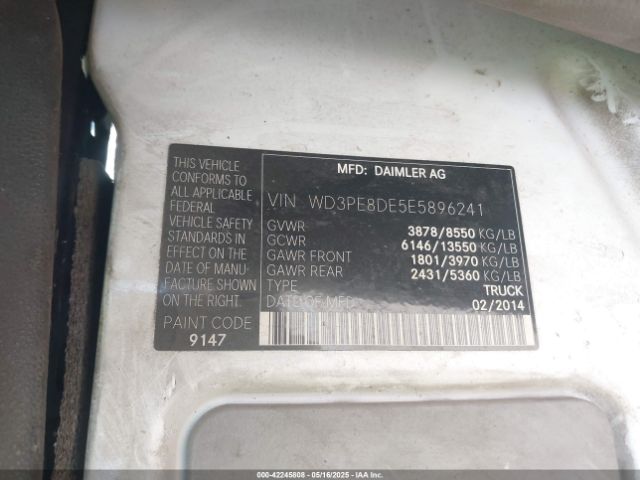 THIS VEHICLE
CONFORMS TO
ALL APPLICABLE
FEDERAL
VEHICLE SAFETY
STANDARDS IN
EFFECT ON THE
DATE OF MANU-
FACTURE SHOWN
ON THE RIGHT.
PAINT CODE
9147
MFD: DAIMLER AG
VIN WD3PE8DE5E5896241
GVWR 3878/8550 KG/LB
GCWR 6146/13550 KG/LB
GAWR FRONT 1801/3970 KG/LB
GAWR REAR 2431/5360 KG/LB
TYPE TRUCK
DATE OF MFD 02/2014
000-42245808 - 05/16/2025 - IAAI.COM